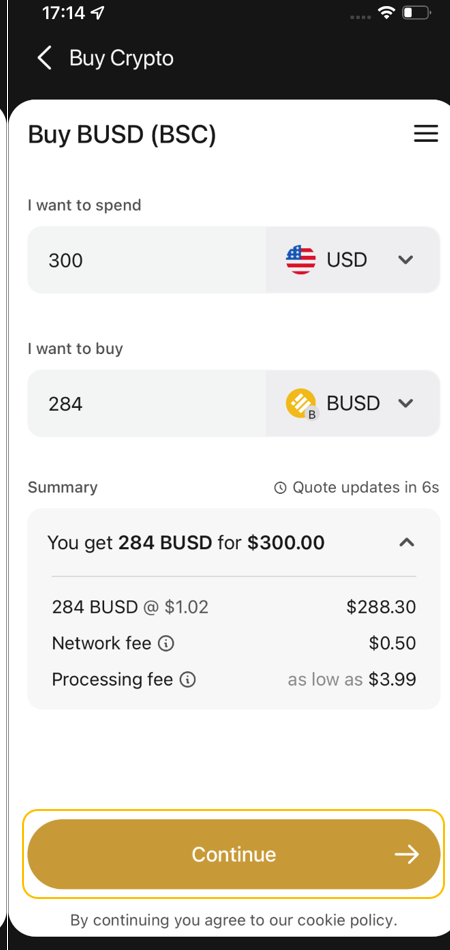 17:14
Buy Crypto
Buy BUSD (BSC)
I want to spend
300 USD
I want to buy
284 B BUSD
Summary Quote updates in 6s
You get 284 BUSD for $300.00
284 BUSD @ $1.02 $288.30
Network fee $0.50
Processing fee as low as $3.99
Continue
By continuing you agree to our cookie policy.